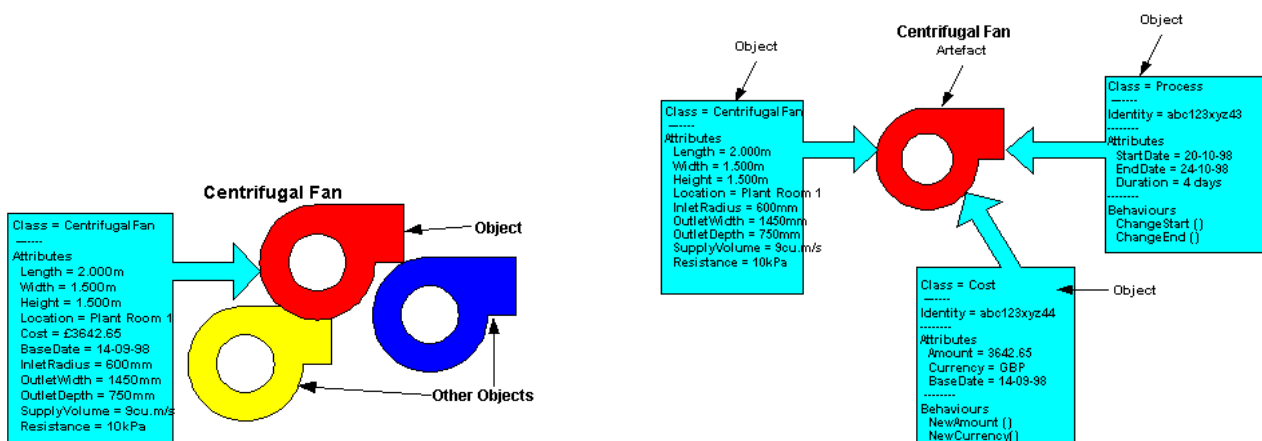 Centrifugal Fan
Class = CentrifugalFan
------
Attributes
Length = 2.000m
Width = 1.500m
Height = 1.500m
Location = Plant Room 1
Cost = £3642.65
BaseDate = 14-09-98
InletRadius = 600mm
OutletWidth = 1450mm
OutletDepth = 750mm
SupplyVolume = 9cu.m/s
Resistance = 10kPa
Object
Other Objects
Object
Centrifugal Fan
Artefact
Object
Class = CentrifugalFan
------
Attributes
Length = 2.000m
Width = 1.500m
Height = 1.500m
Location = Plant Room 1
InletRadius = 600mm
OutletWidth = 1450mm
OutletDepth = 750mm
SupplyVolume = 9cu.m/s
Resistance = 10kPa
Class = Process
------
Identity = abc123xyz43
--------
Attributes
StartDate = 20-10-98
EndDate = 24-10-98
Duration = 4 days
--------
Behaviours
ChangeStart ()
ChangeEnd ()
Class = Cost
------
Identity = abc123xyz44
--------
Attributes
Amount = 3642.65
Currency = GBP
BaseDate = 14-09-98
--------
Behaviours
NewAmount ()
NewCurrency()
Object